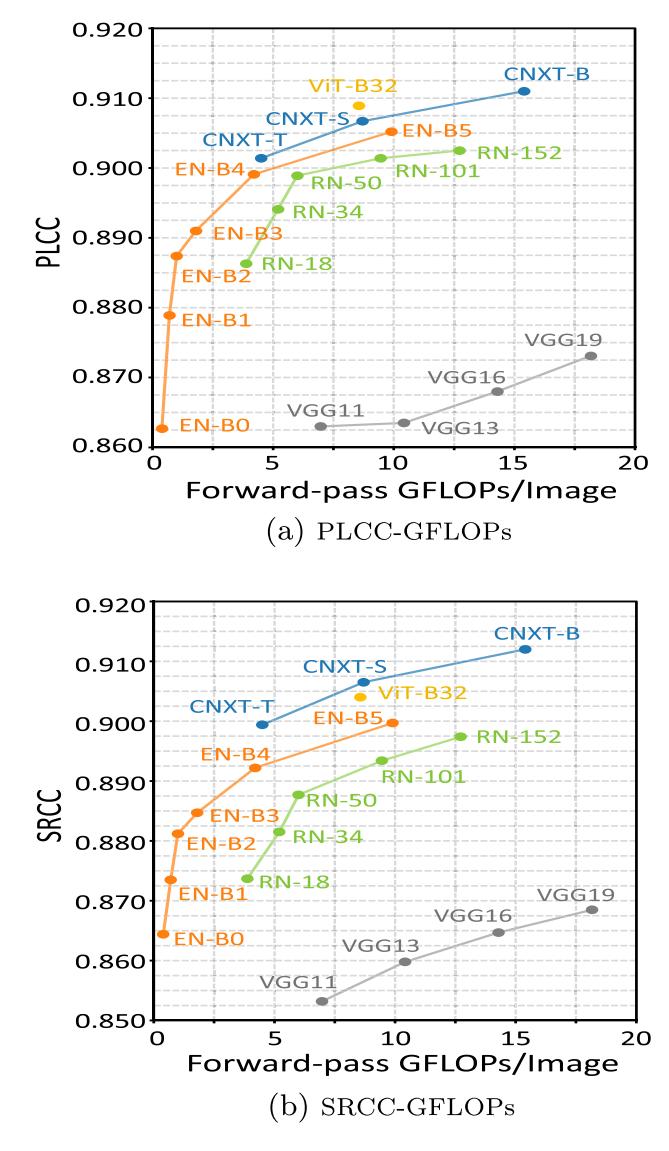 0.920
CNXT-B
ViT-B32
0.910
CNXT-S
EN-B5
CNXT-T
RN-152
EN-B4
RN-101
0.900
RN-50
RN-34
0.890
EN-B3
PLCC
RN-18
EN-B2
0.880
EN-B1
VGG19
0.870
VGG16
VGG11
EN-B0
VGG13
0.860
0 5 10 15 20
Forward-pass GFLOPs/Image
(a) PLCC-GFLOPs
0.920
CNXT-B
0.910
CNXT-S
ViT-B32
CNXT-T
0.900
EN-B5
RN-152
EN-B4
RN-101
0.890
RN-50
EN-B3
SRCC
RN-34
0.880
EN-B2
RN-18
EN-B1
0.870
VGG19
VGG16
EN-B0
VGG13
0.860
VGG11
0.850
0 5 10 15 20
Forward-pass GFLOPs/Image
(b) SRCC-GFLOPs